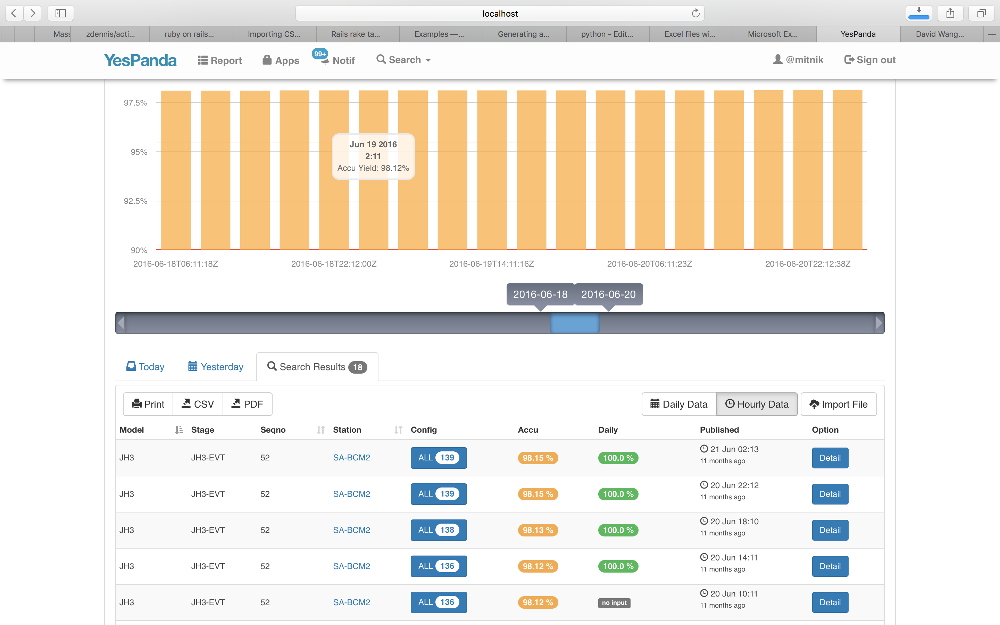 localhost
Mass zdennis/acti... ruby on rails... Importing CS... Rails rake ta... Examples —... Generating a... python - Edit... Excel files wi... Microsoft Ex... YesPanda David Wang... +
YesPanda Report Apps 99+ Notif Search @mitnik Sign out
97.5%
95%
92.5%
90%
Jun 19 2016
2:11
Accu Yield: 98.12%
2016-06-18T06:11:18Z 2016-06-18T22:12:00Z 2016-06-19T14:11:16Z 2016-06-20T06:11:23Z 2016-06-20T22:12:38Z
2016-06-18 2016-06-20
Today Yesterday Search Results 18
Print CSV PDF Daily Data Hourly Data Import File
Model Stage Seqno Station Config Accu Daily Published Option
JH3 JH3-EVT 52 SA-BCM2 ALL 139 98.15 % 100.0 % 21 Jun 02:13 Detail
11 months ago
JH3 JH3-EVT 52 SA-BCM2 ALL 139 98.15 % 100.0 % 20 Jun 22:12 Detail
11 months ago
JH3 JH3-EVT 52 SA-BCM2 ALL 138 98.13 % 100.0 % 20 Jun 18:10 Detail
11 months ago
JH3 JH3-EVT 52 SA-BCM2 ALL 136 98.12 % 100.0 % 20 Jun 14:11 Detail
11 months ago
JH3 JH3-EVT 52 SA-BCM2 ALL 136 98.12 % no input 20 Jun 10:11 Detail
11 months ago